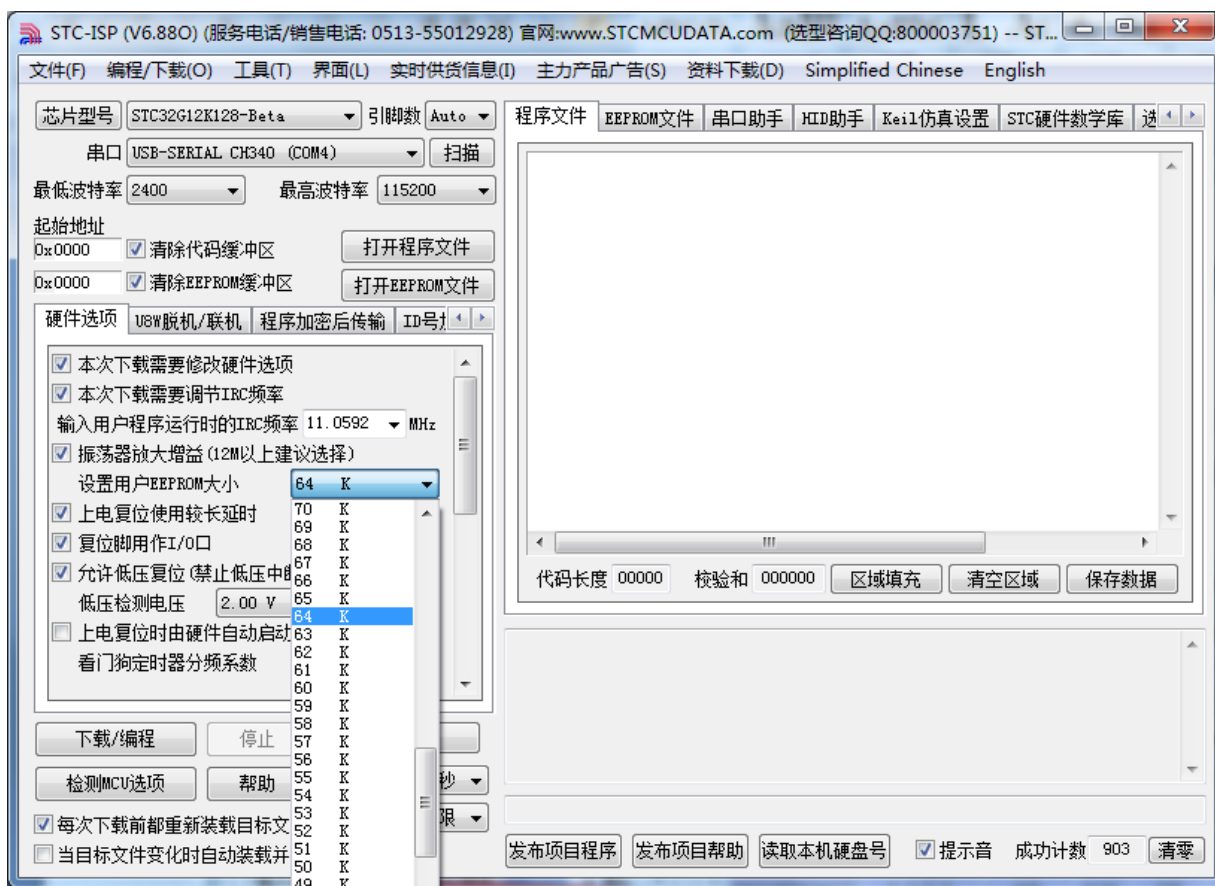 STC-ISP (V6.88O) (服务电话/销售电话: 0513-55012928) 官网:www.STCMCUDATA.com (选型咨询QQ:800003751) -- ST...
文件(F) 编程/下载(O) 工具(T) 界面(L) 实时供货信息(I) 主力产品广告(S) 资料下载(D) Simplified Chinese English
芯片型号 STC32G12K128-Beta 引脚数 Auto
串口 USB-SERIAL CH340 (COM4) 扫描
最低波特率 2400 最高波特率 115200
起始地址
0x0000 清除代码缓冲区 打开程序文件
0x0000 清除EEPROM缓冲区 打开EEPROM文件
硬件选项 U8W脱机/联机 程序加密后传输 ID号
本次下载需要修改硬件选项
本次下载需要调节IRC频率
输入用户程序运行时的IRC频率 11.0592 MHz
振荡器放大增益(12M以上建议选择)
设置用户EEPROM大小 64 K
上电复位使用较长延时
复位脚用作I/O口
允许低压复位(禁止低压中
低压检测电压 2.00 V
上电复位时由硬件自动启动
看门狗定时器分频系数
70 K
69 K
68 K
67 K
66 K
65 K
64 K
63 K
62 K
61 K
60 K
59 K
58 K
57 K
56 K
55 K
54 K
53 K
52 K
51 K
50 K
49 K
下载/编程 停止
检测MCU选项 帮助 秒
限
每次下载前都重新装载目标文
当目标文件变化时自动装载并
程序文件 EEPROM文件 串口助手 HID助手 Keil仿真设置 STC硬件数学库 选
代码长度 00000 校验和 000000 区域填充 清空区域 保存数据
发布项目程序 发布项目帮助 读取本机硬盘号 提示音 成功计数 903 清零